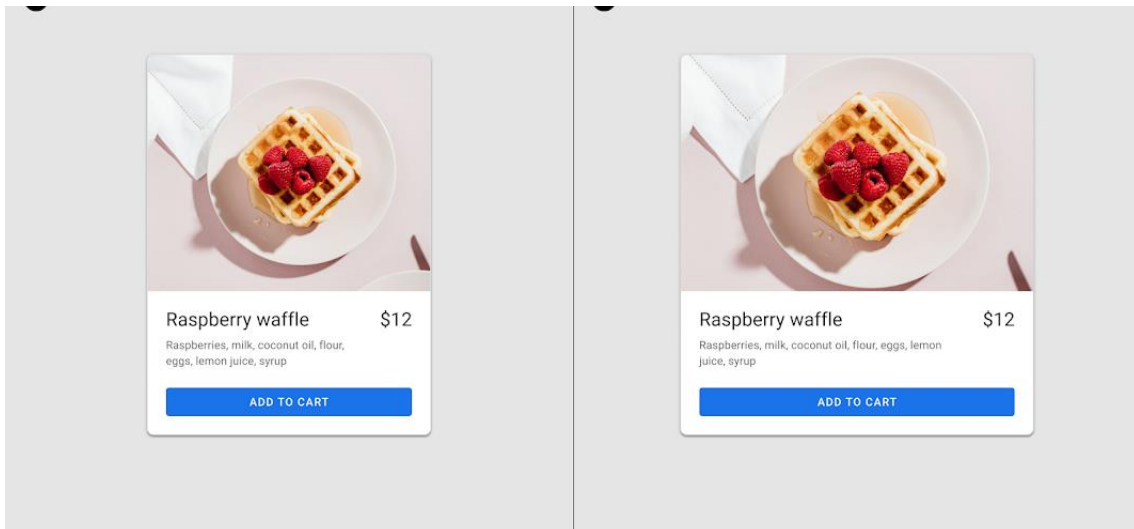 Raspberry waffle $12
Raspberries, milk, coconut oil, flour,
eggs, lemon juice, syrup
ADD TO CART
Raspberry waffle $12
Raspberries, milk, coconut oil, flour, eggs, lemon
juice, syrup
ADD TO CART